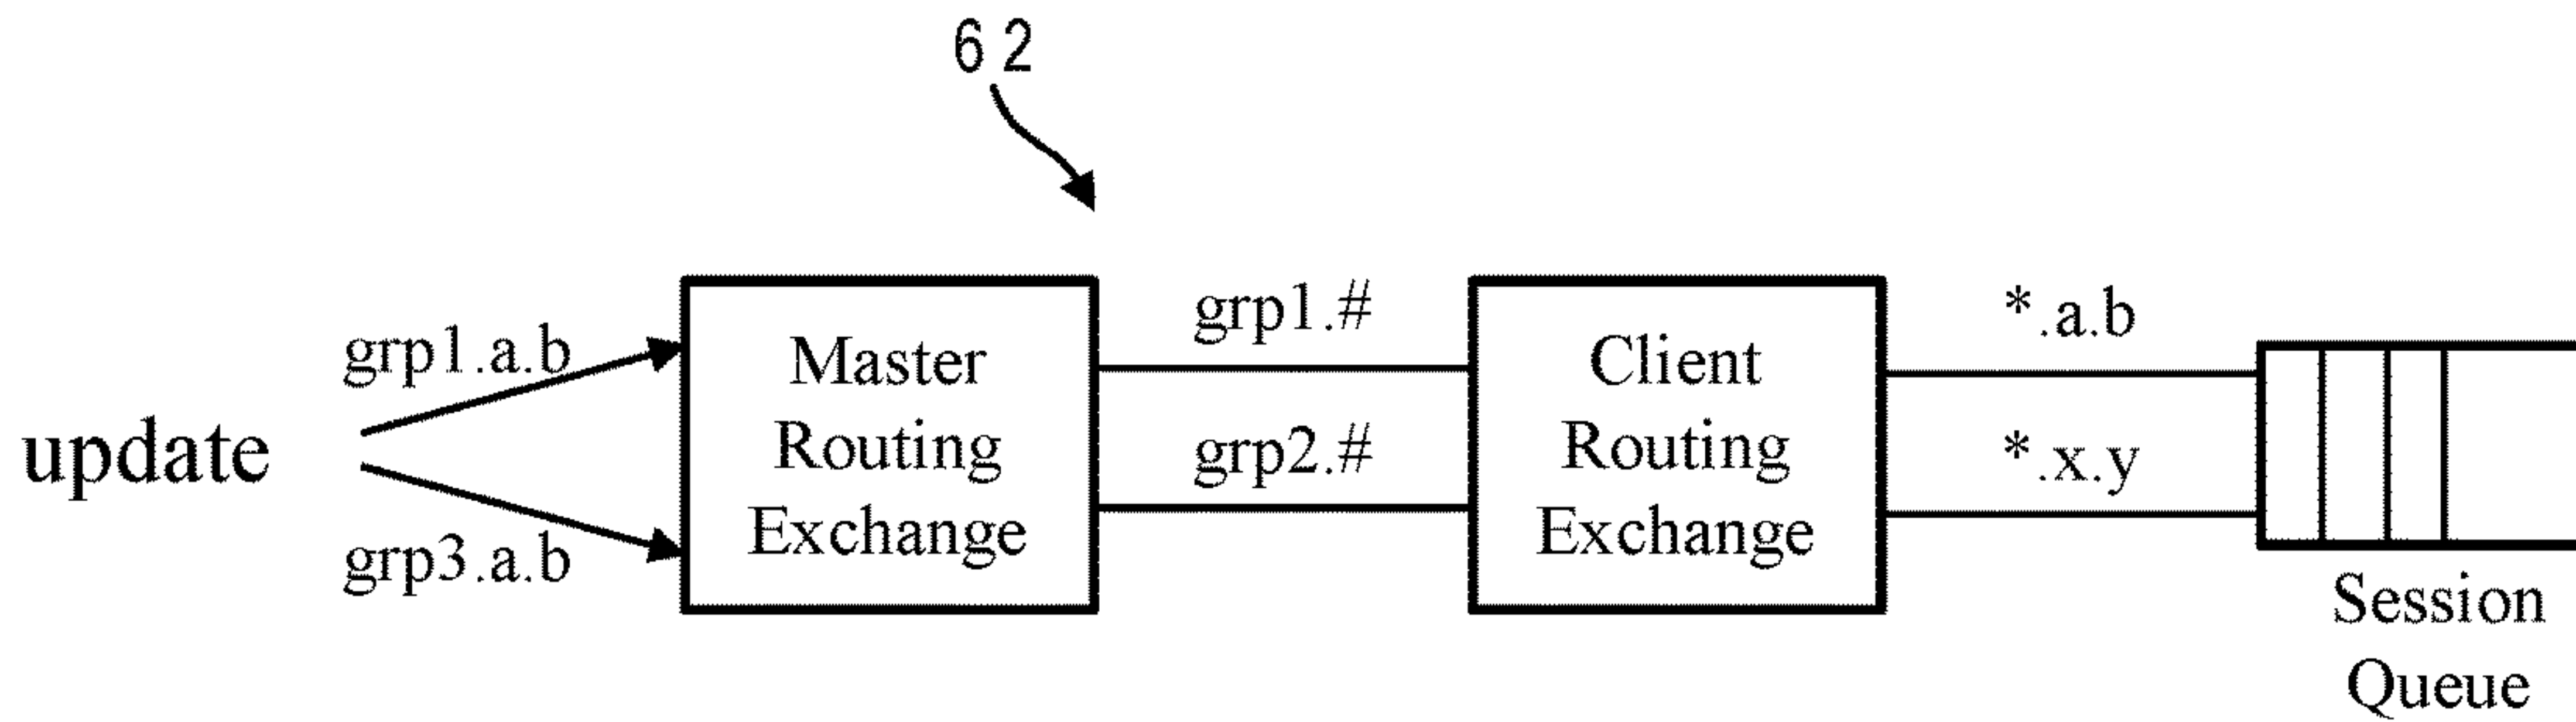 62
grp1.a.b
update
grp3.a.b
Master
Routing
Exchange
grp1.#
grp2.#
Client
Routing
Exchange
*.a.b
*.x.y
Session
Queue